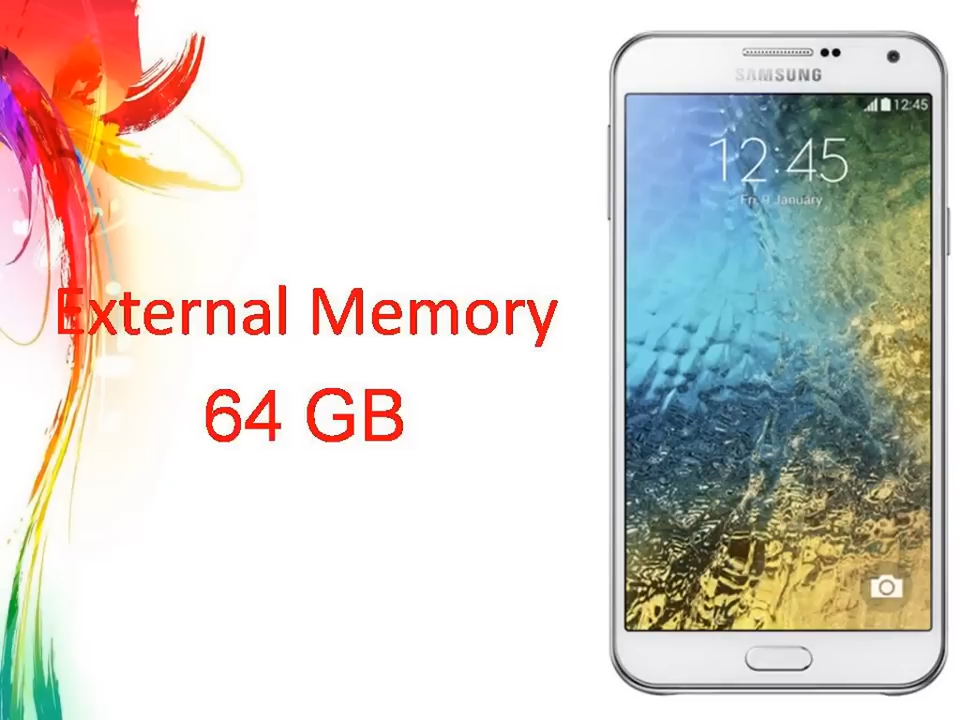 SAMSUNG
12:45
12:45
Fri, 9 January
External Memory
64 GB